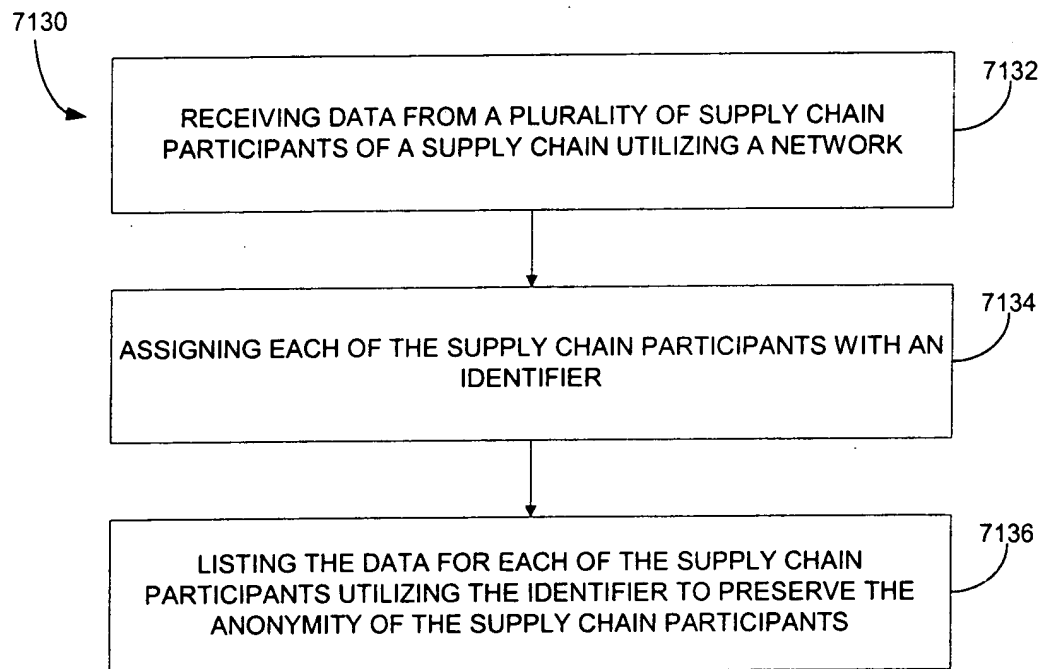 7130
7132
RECEIVING DATA FROM A PLURALITY OF SUPPLY CHAIN
PARTICIPANTS OF A SUPPLY CHAIN UTILIZING A NETWORK
7134
ASSIGNING EACH OF THE SUPPLY CHAIN PARTICIPANTS WITH AN
IDENTIFIER
7136
LISTING THE DATA FOR EACH OF THE SUPPLY CHAIN
PARTICIPANTS UTILIZING THE IDENTIFIER TO PRESERVE THE
ANONYMITY OF THE SUPPLY CHAIN PARTICIPANTS